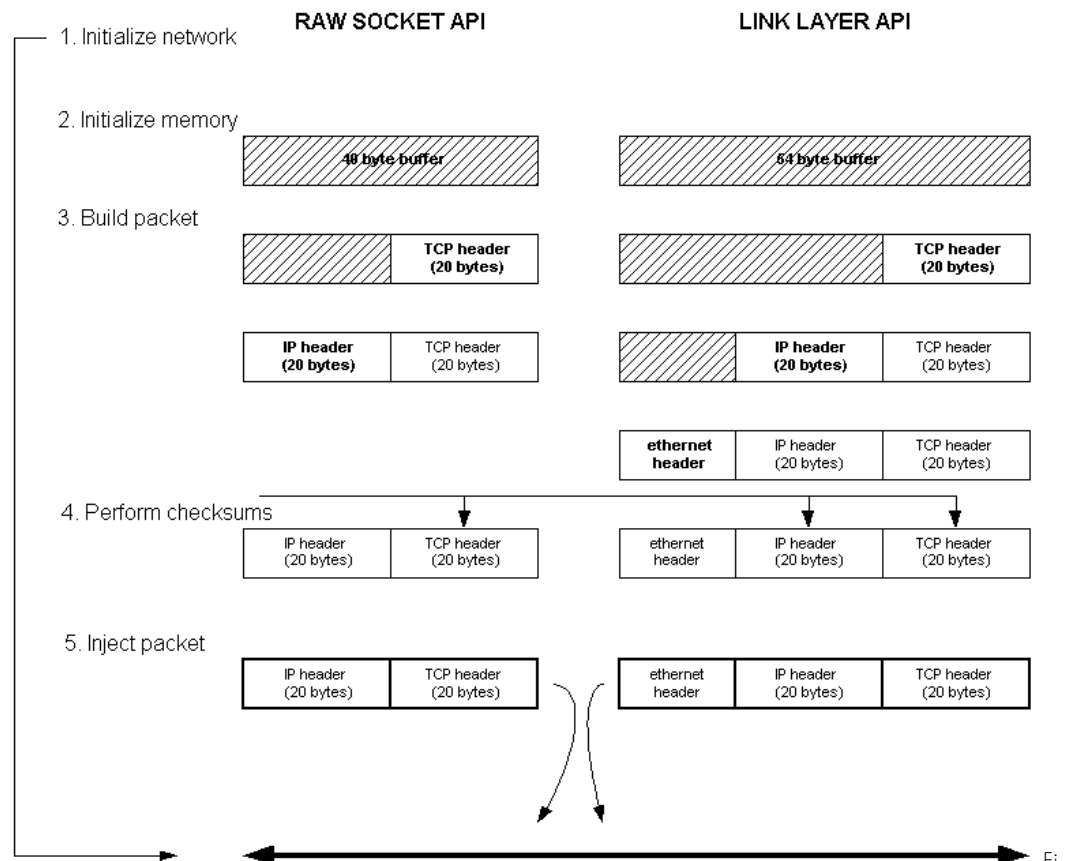 RAW SOCKET API
LINK LAYER API
1. Initialize network
2. Initialize memory
40 byte buffer
54 byte buffer
3. Build packet
TCP header
(20 bytes)
TCP header
(20 bytes)
IP header
(20 bytes)
TCP header
(20 bytes)
IP header
(20 bytes)
TCP header
(20 bytes)
ethernet
header
IP header
(20 bytes)
TCP header
(20 bytes)
4. Perform checksums
IP header
(20 bytes)
TCP header
(20 bytes)
ethernet
header
IP header
(20 bytes)
TCP header
(20 bytes)
5. Inject packet
IP header
(20 bytes)
TCP header
(20 bytes)
ethernet
header
IP header
(20 bytes)
TCP header
(20 bytes)